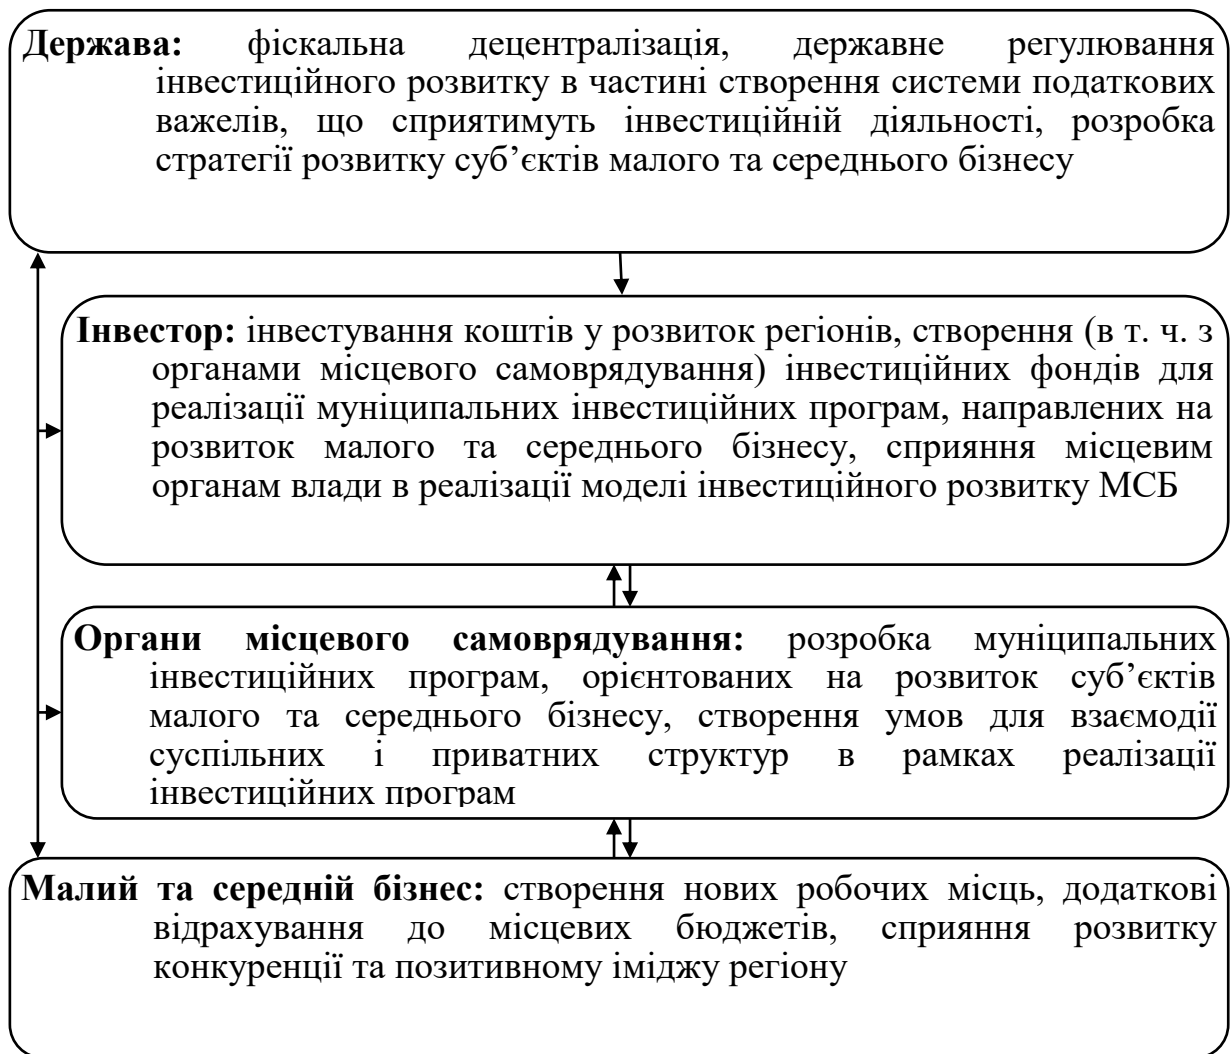 Держава: фіскальна децентралізація, державне регулювання
інвестиційного розвитку в частині створення системи податкових
важелів, що сприятимуть інвестиційній діяльності, розробка
стратегії розвитку суб’єктів малого та середнього бізнесу
Інвестор: інвестування коштів у розвиток регіонів, створення (в т. ч. з
органами місцевого самоврядування) інвестиційних фондів для
реалізації муніципальних інвестиційних програм, направлених на
розвиток малого та середнього бізнесу, сприяння місцевим
органам влади в реалізації моделі інвестиційного розвитку МСБ
Органи місцевого самоврядування: розробка муніципальних
інвестиційних програм, орієнтованих на розвиток суб’єктів
малого та середнього бізнесу, створення умов для взаємодії
суспільних і приватних структур в рамках реалізації
інвестиційних програм
Малий та середній бізнес: створення нових робочих місць, додаткові
відрахування до місцевих бюджетів, сприяння розвитку
конкуренції та позитивному іміджу регіону